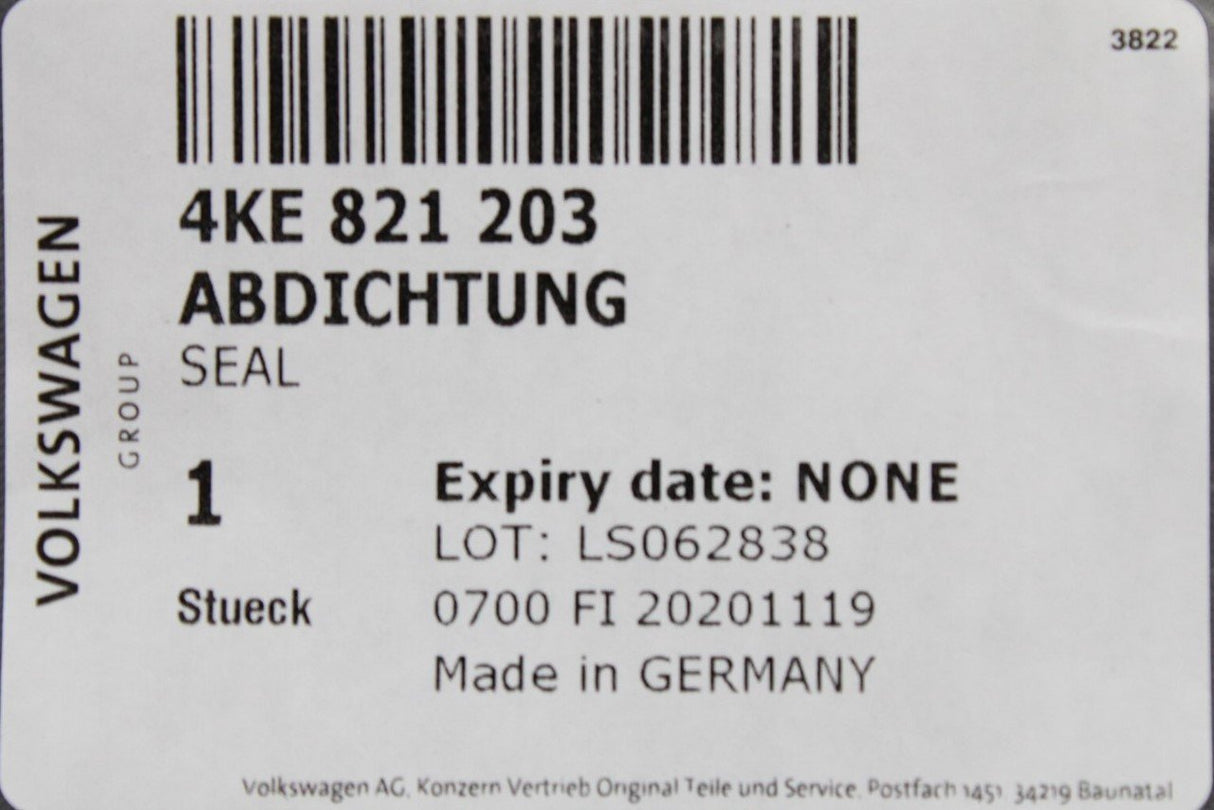 3822
4KE 821 203
ABDICHTUNG
SEAL
VOLKSWAGEN
GROUP
1
Expiry date: NONE
LOT: LS062838
Stueck
0700 FI 20201119
Made in GERMANY
Volkswagen AG, Konzern Vertrieb Original Teile und Service, Postfach 1451 34219 Baunatal